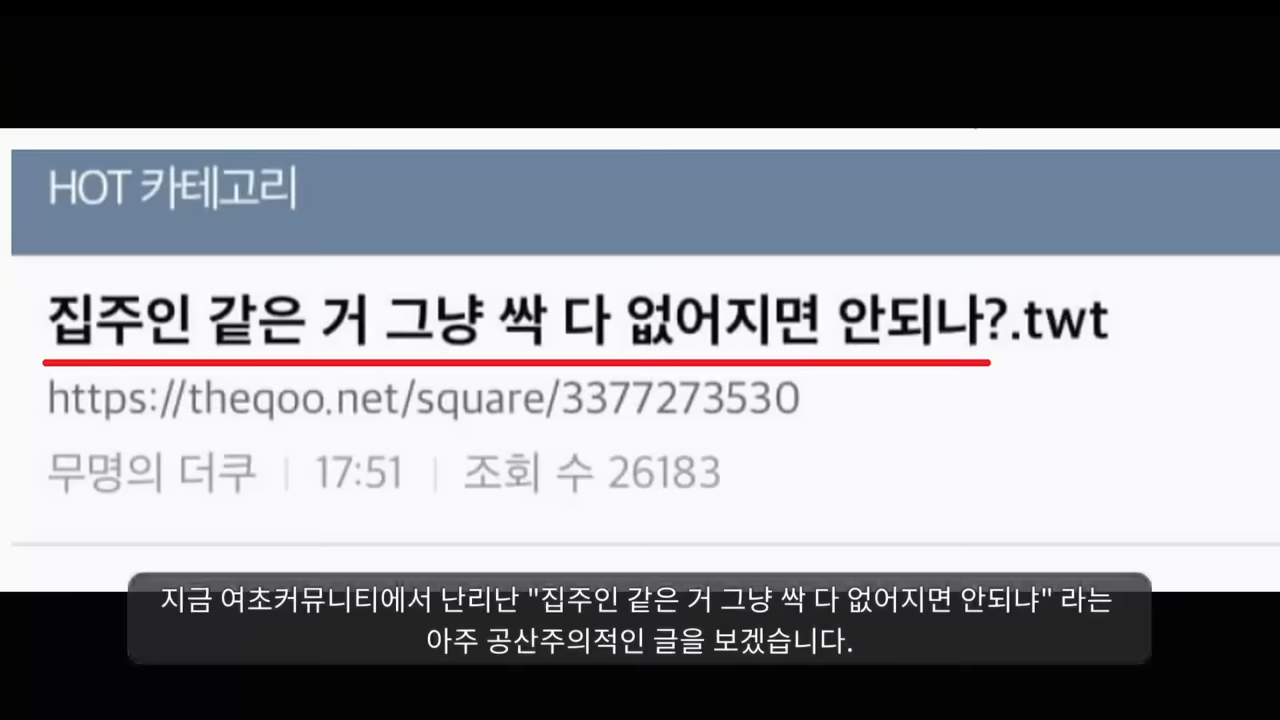 HOT 카테고리
집주인 같은 거 그냥 싹 다 없어지면 안되나?.twt
https://theqoo.net/square/3377273530
무명의 더쿠 | 17:51 | 조회 수 26183
지금 여초커뮤니티에서 난리난 "집주인 같은 거 그냥 싹 다 없어지면 안되냐" 라는
아주 공산주의적인 글을 보겠습니다.